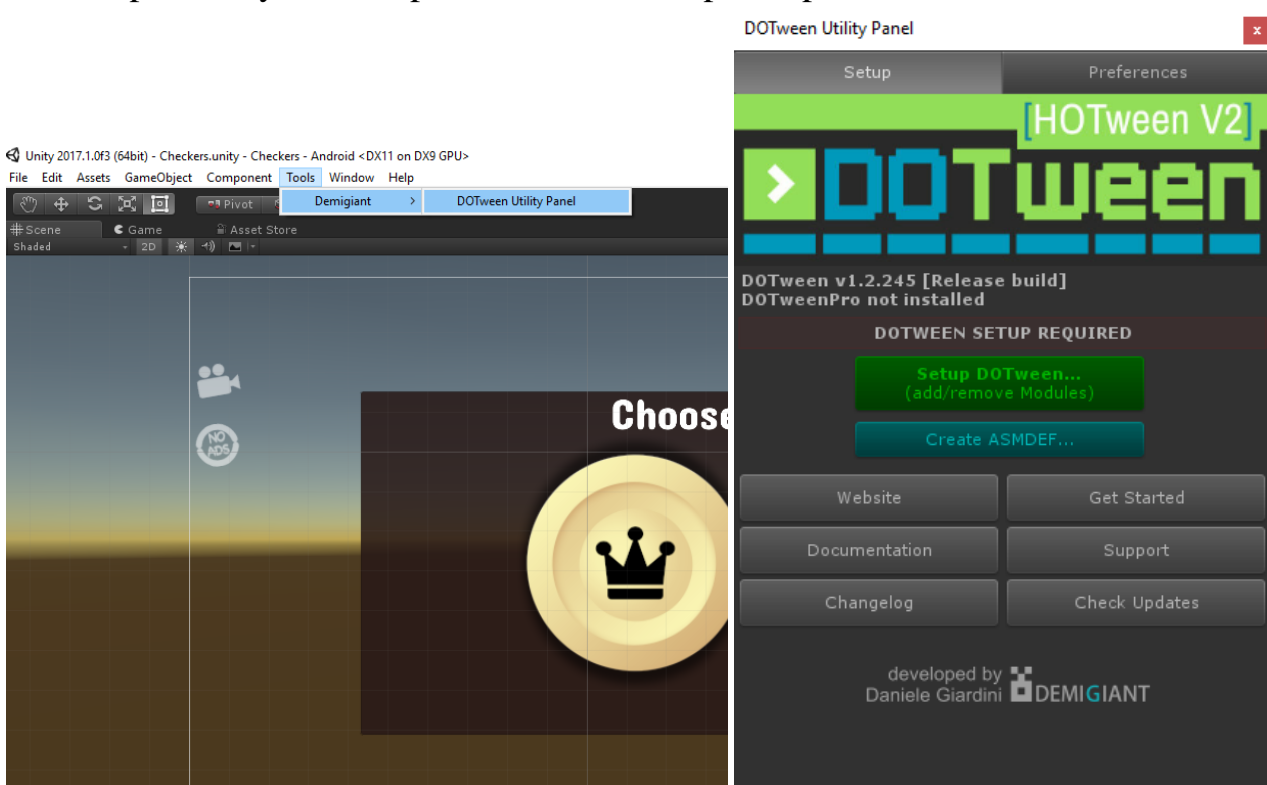 DOTween Utility Panel
x
Setup Preferences
[HOTween V2]
DOTween
DOTween v1.2.245 [Release build]
DOTweenPro not installed
DOTWEEN SETUP REQUIRED
Setup DOTween...
(add/remove Modules)
Create ASMDEF...
Website Get Started
Documentation Support
Changelog Check Updates
developed by
Daniele Giardini DEMIGIANT
Unity 2017.1.0f3 (64bit) - Checkers.unity - Checkers - Android <DX11 on DX9 GPU>
File Edit Assets GameObject Component Tools Window Help
Pivot Demigiant > DOTween Utility Panel
Scene Game Asset Store
Shaded 2D
Choose
NO
ADS